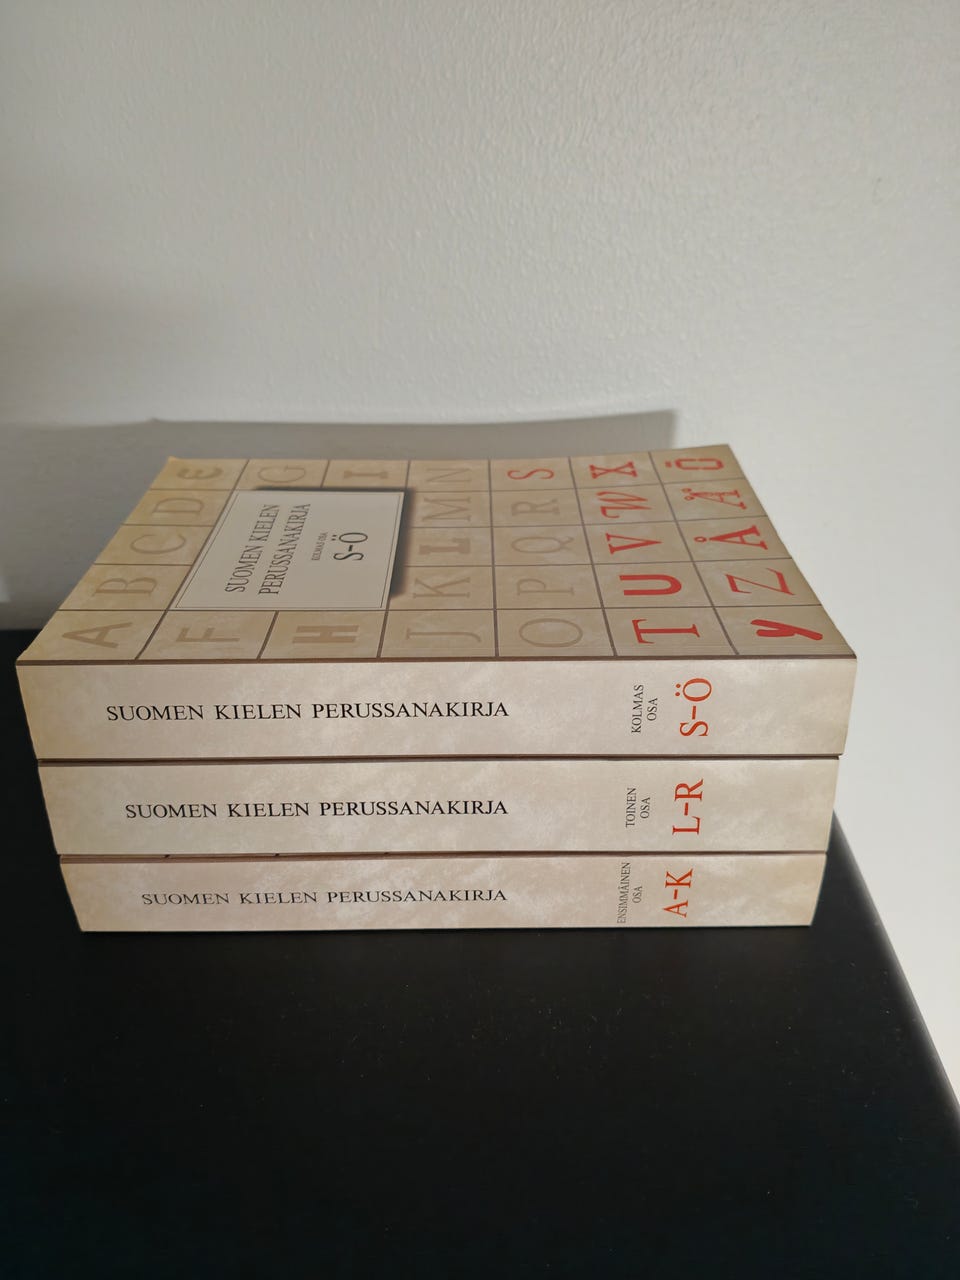 A B C D E
F G
H I
J K L M N
O P Q R S
T U V W X
Y Z Å Ä Ö
SUOMEN KIELEN
PERUSSANAKIRJA
KOLMAS OSA
S–Ö
SUOMEN KIELEN PERUSSANAKIRJA
KOLMAS
OSA
S–Ö
SUOMEN KIELEN PERUSSANAKIRJA
TOINEN
OSA
L–R
SUOMEN KIELEN PERUSSANAKIRJA
ENSIMMÄINEN
OSA
A–K